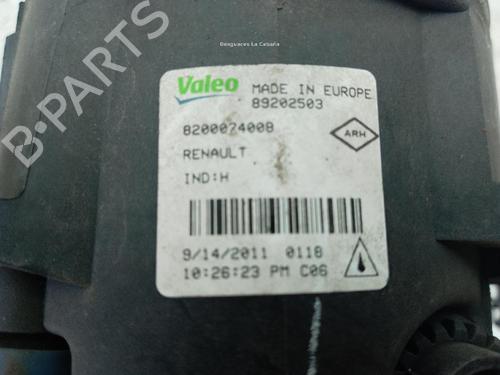 Desguaces La Cabaña
Valeo MADE IN EUROPE
89202503
8200074008
RENAULT
ARH
IND:H
9/14/2011 0118
10:26:23 PM C06